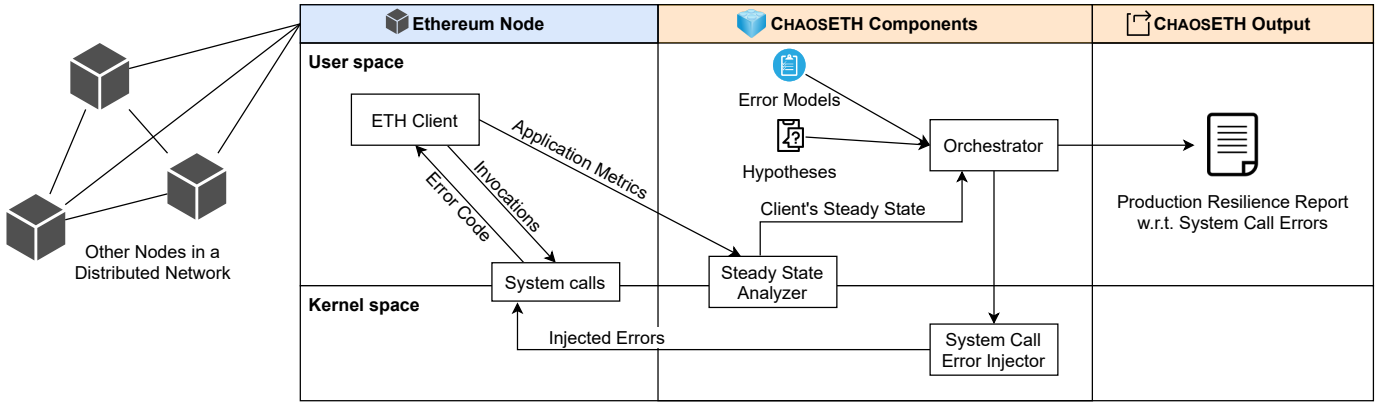 Ethereum Node
CHAOSETH Components
CHAOSETH Output
User space
Error Models
ETH Client
Application Metrics
Hypotheses
Orchestrator
Invocations
Error Code
Client's Steady State
Production Resilience Report
w.r.t. System Call Errors
Other Nodes in a
Distributed Network
System calls
Steady State
Analyzer
Kernel space
Injected Errors
System Call
Error Injector